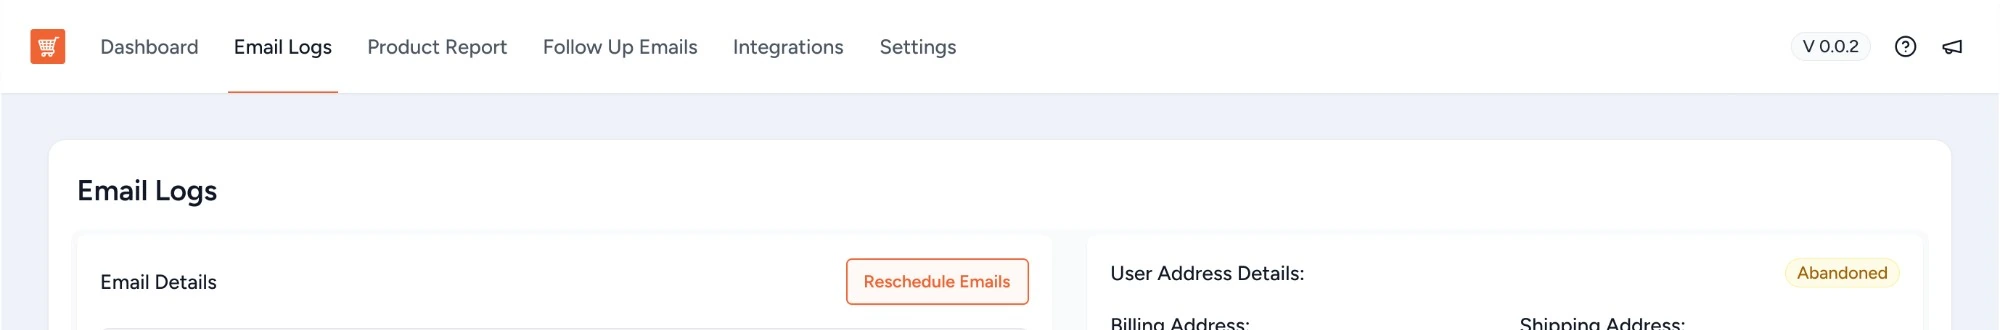 Dashboard Email Logs Product Report Follow Up Emails Integrations Settings V 0.0.2
Email Logs
Email Details Reschedule Emails
User Address Details: Abandoned
Billing Address: Shipping Address: